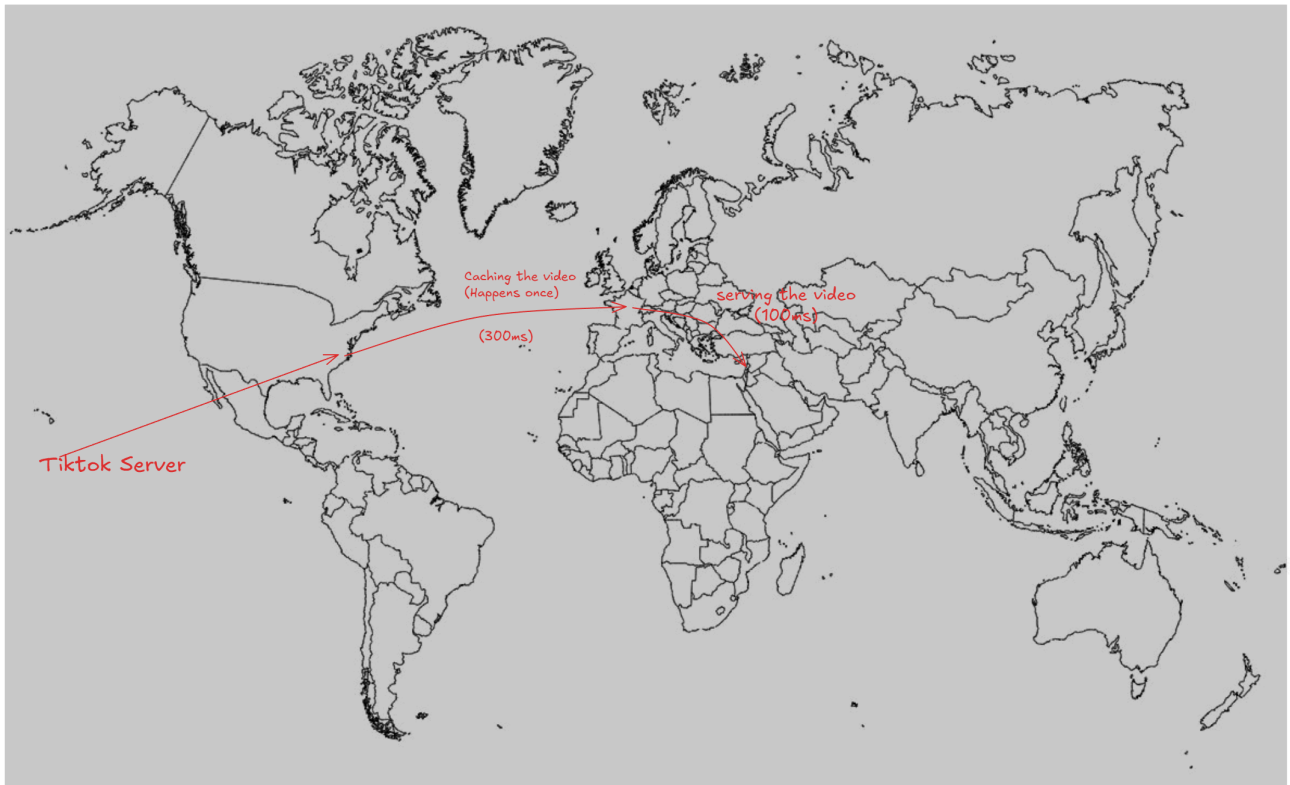 Caching the video
(Happens once)
(300ms)
serving the video
(100ms)
Tiktok Server